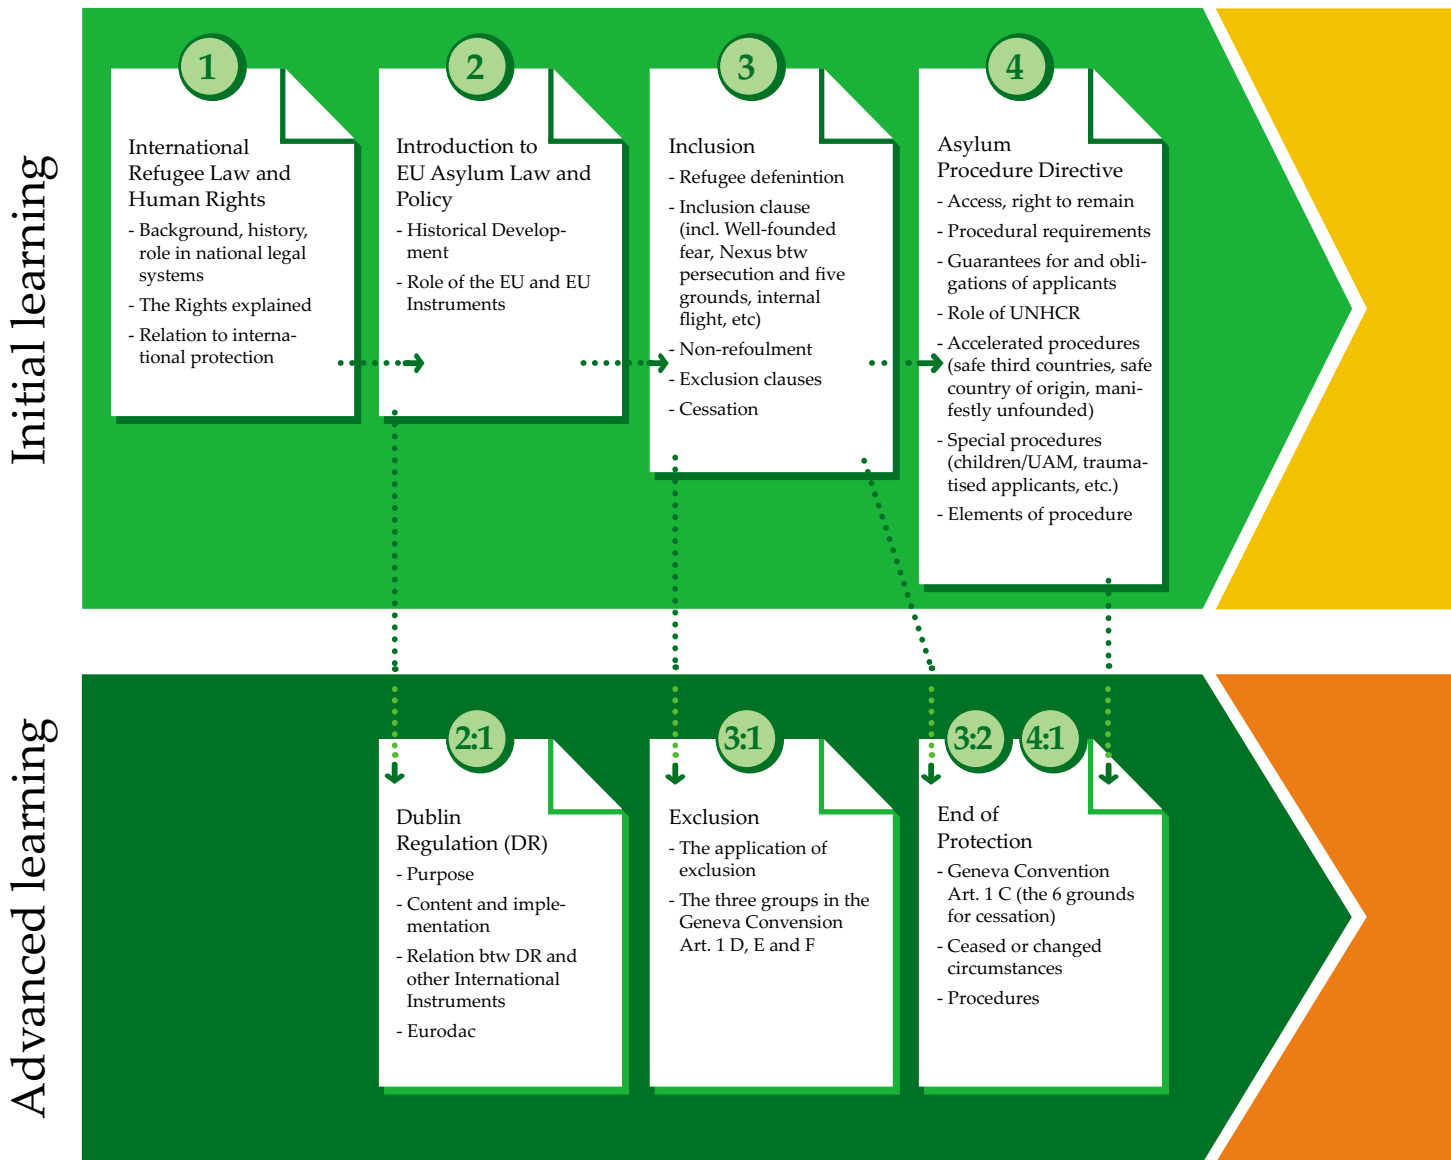 Initial learning
1
International
Refugee Law and
Human Rights
- Background, history,
role in national legal
systems
- The Rights explained
- Relation to interna-
tional protection
2
Introduction to
EU Asylum Law and
Policy
- Historical Develop-
ment
- Role of the EU and EU
Instruments
3
Inclusion
- Refugee defenintion
- Inclusion clause
(incl. Well-founded
fear, Nexus btw
persecution and five
grounds, internal
flight, etc)
- Non-refoulment
- Exclusion clauses
- Cessation
4
Asylum
Procedure Directive
- Access, right to remain
- Procedural requirements
- Guarantees for and obli-
gations of applicants
- Role of UNHCR
- Accelerated procedures
(safe third countries, safe
country of origin, mani-
festly unfounded)
- Special procedures
(children/UAM, trauma-
tised applicants, etc.)
- Elements of procedure
Advanced learning
2:1
Dublin
Regulation (DR)
- Purpose
- Content and imple-
mentation
- Relation btw DR and
other International
Instruments
- Eurodac
3:1
Exclusion
- The application of
exclusion
- The three groups in the
Geneva Convension
Art. 1 D, E and F
3:2 4:1
End of
Protection
- Geneva Convention
Art. 1 C (the 6 grounds
for cessation)
- Ceased or changed
circumstances
- Procedures